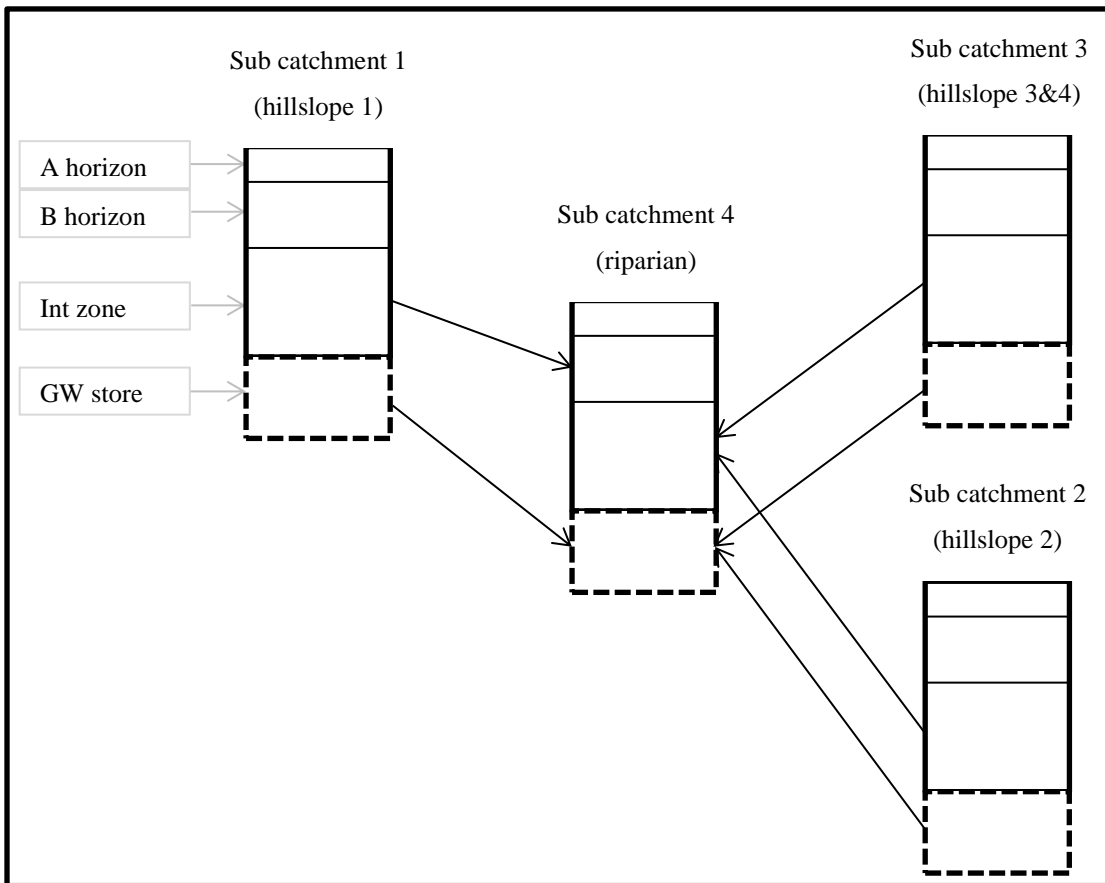 Sub catchment 1
(hillslope 1)
Sub catchment 3
(hillslope 3&4)
A horizon
B horizon
Int zone
GW store
Sub catchment 4
(riparian)
Sub catchment 2
(hillslope 2)